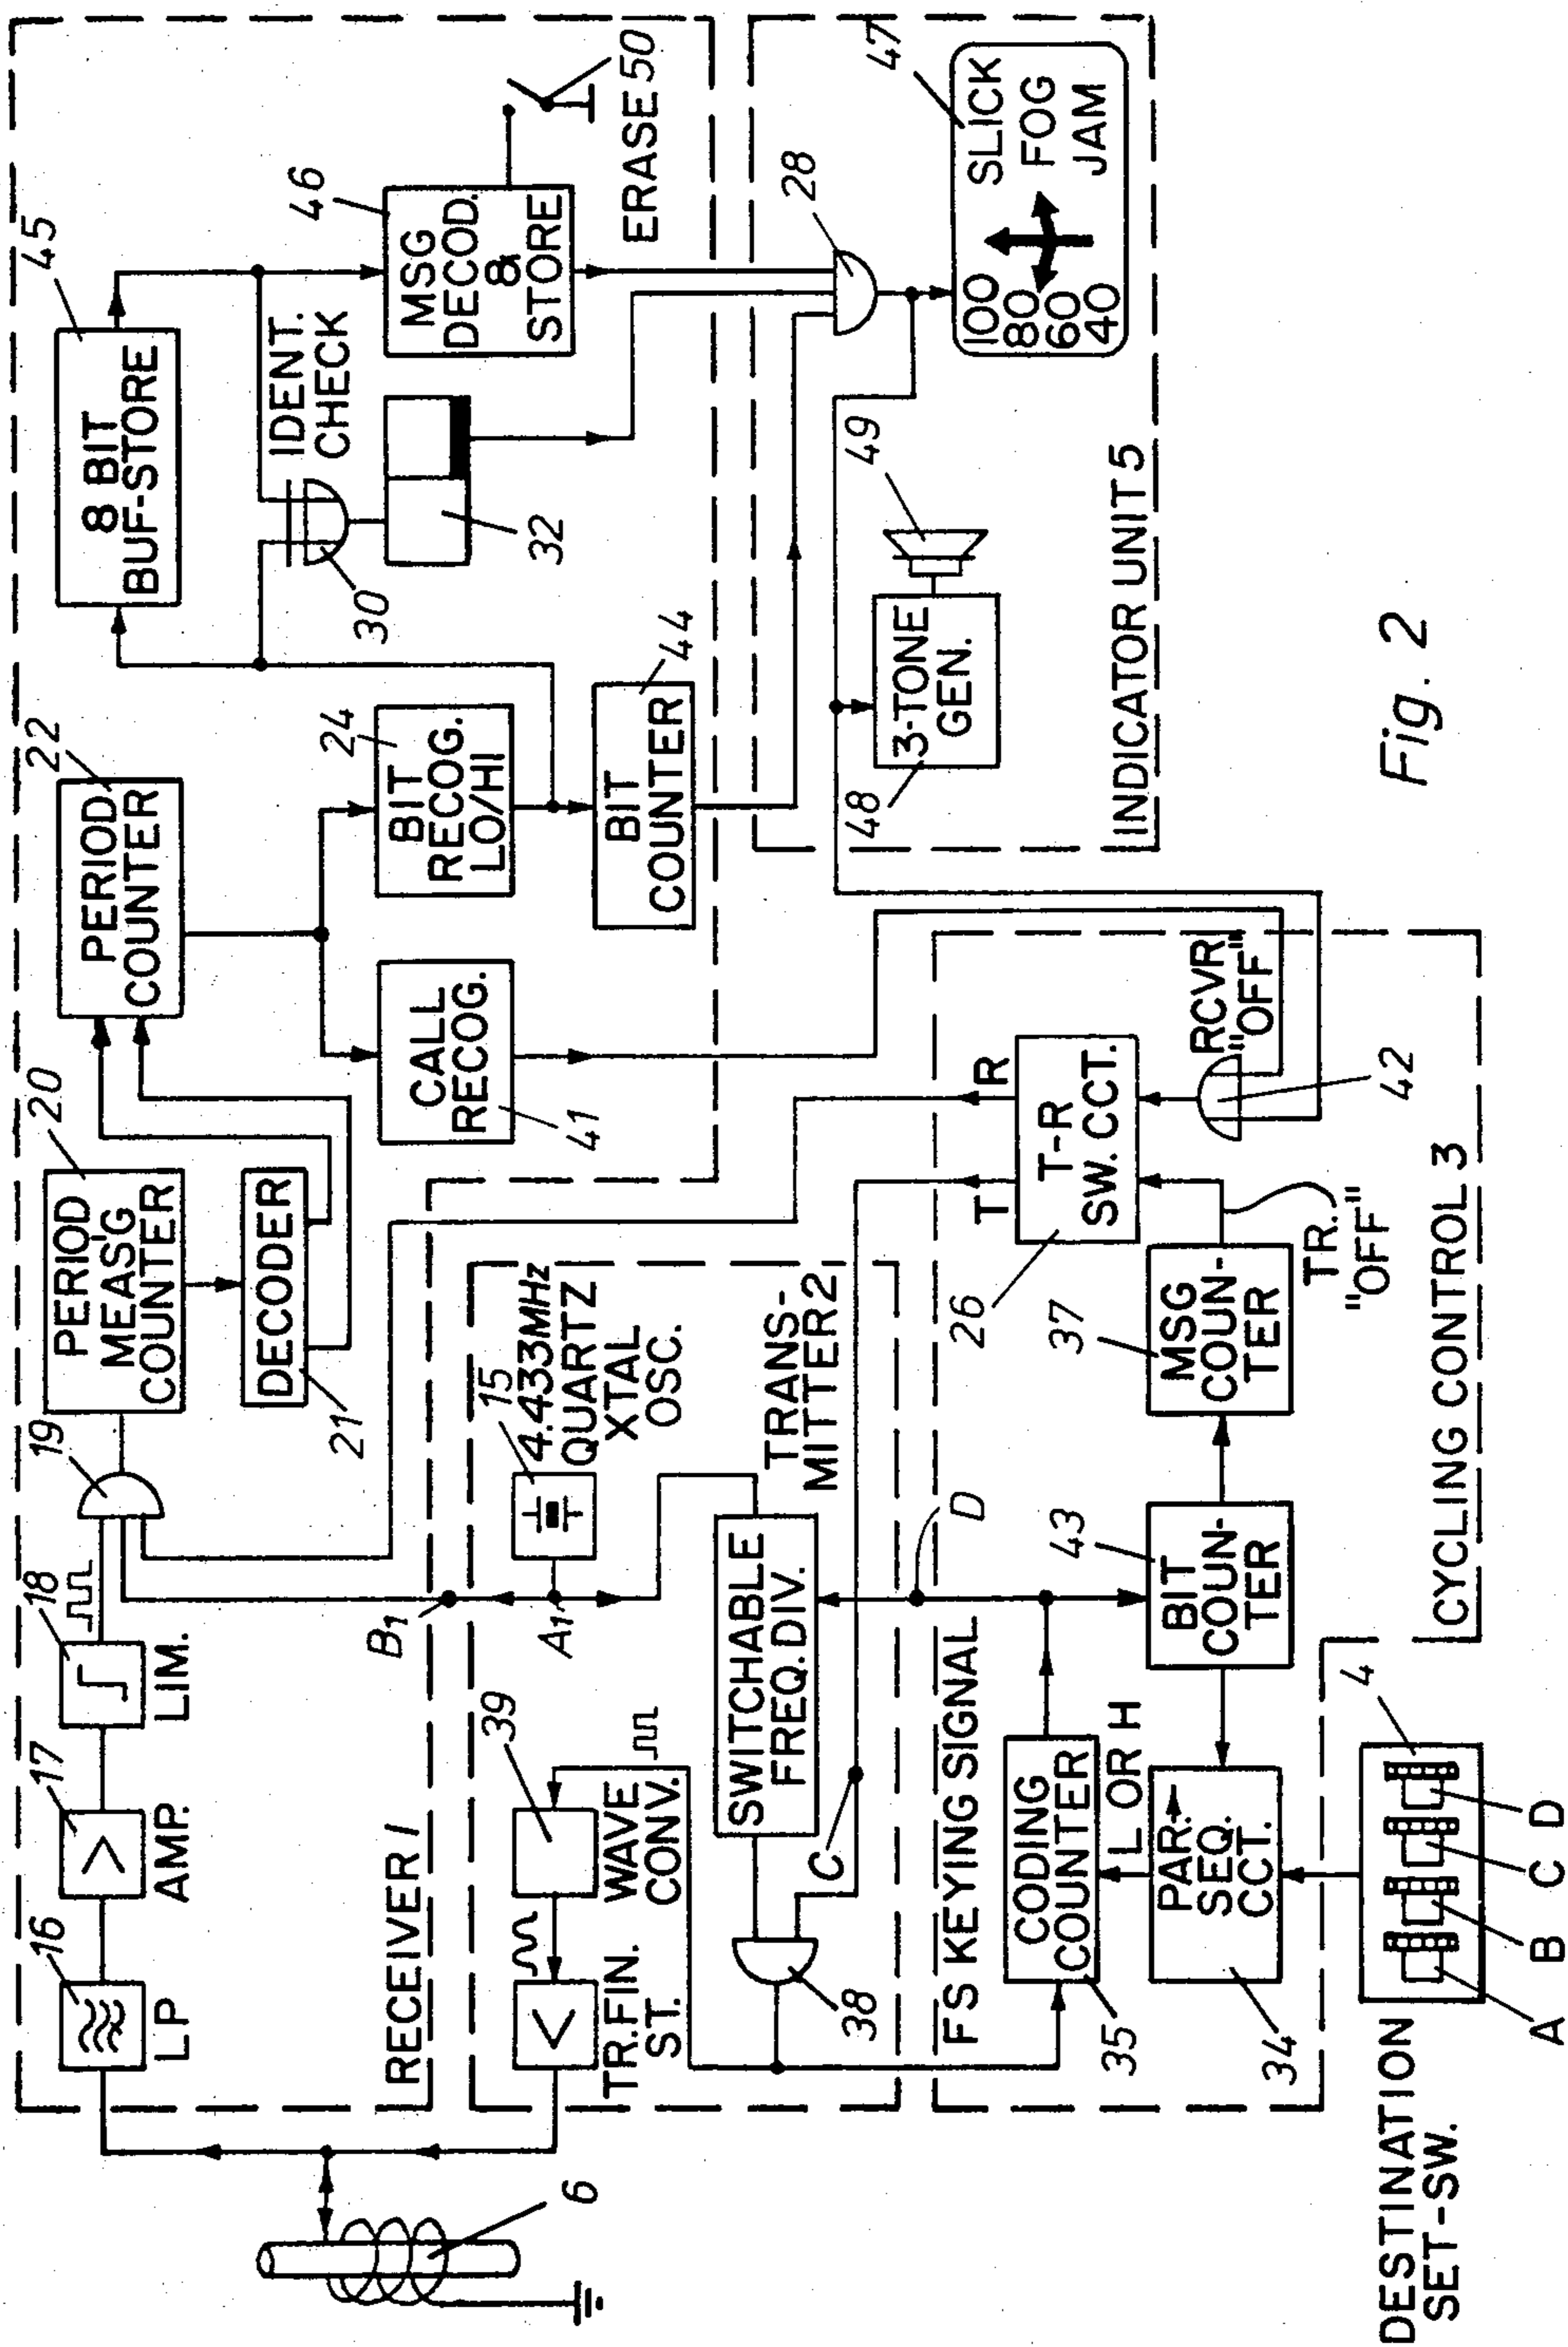 16
LP
17
AMP.
18
LIM.
19
20
PERIOD
MEAS'G
COUNTER
DECODER
21
22
PERIOD
COUNTER
CALL
RECOG.
41
24
BIT
RECOG.
LO/HI
BIT
COUNTER
44
45
8 BIT
BUF-STORE
IDENT.
CHECK
30
32
46
MSG
DECOD.
&
STORE
ERASE 50
RECEIVER 1
B1
A1
6
TR.FIN.
ST.
39
WAVE
CONV.
15
4.433MHz
QUARTZ
XTAL
OSC.
SWITCHABLE
FREQ.DIV.
TRANS-
MITTER 2
38
C
D
28
47
100
80
60
40
SLICK
FOG
JAM
48
3-TONE
GEN.
49
INDICATOR UNIT 5
FS KEYING SIGNAL
35
CODING
COUNTER
L OR H
34
PAR.
SEQ.
CCT.
43
BIT
COUN-
TER
37
MSG
COUN-
TER
TR.
"OFF"
T
R
26
T-R
SW. CCT.
RCVR
"OFF"
42
CYCLING CONTROL 3
DESTINATION
SET-SW.
4
A
B
C
D
Fig. 2